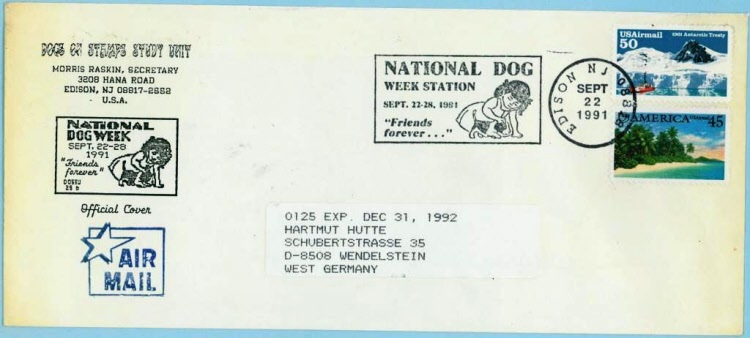 DOGS ON STAMPS STUDY UNIT
MORRIS RASKIN, SECRETARY
3208 HANA ROAD
EDISON, NJ 08817-2552
U.S.A.
NATIONAL
DOG WEEK
SEPT. 22-28
1991
"Friends
forever"
DOSSU
25 ¢
Official Cover
AIR
MAIL
NATIONAL DOG
WEEK STATION
SEPT. 22-28, 1991
"Friends
forever..."
EDISON NJ
SEPT
22
1991
USAirmail
50
1991 Antarctic Treaty
AMERICA
USairmail
45
0125 EXP. DEC 31, 1992
HARTMUT HUTTE
SCHUBERTSTRASSE 35
D-8508 WENDELSTEIN
WEST GERMANY